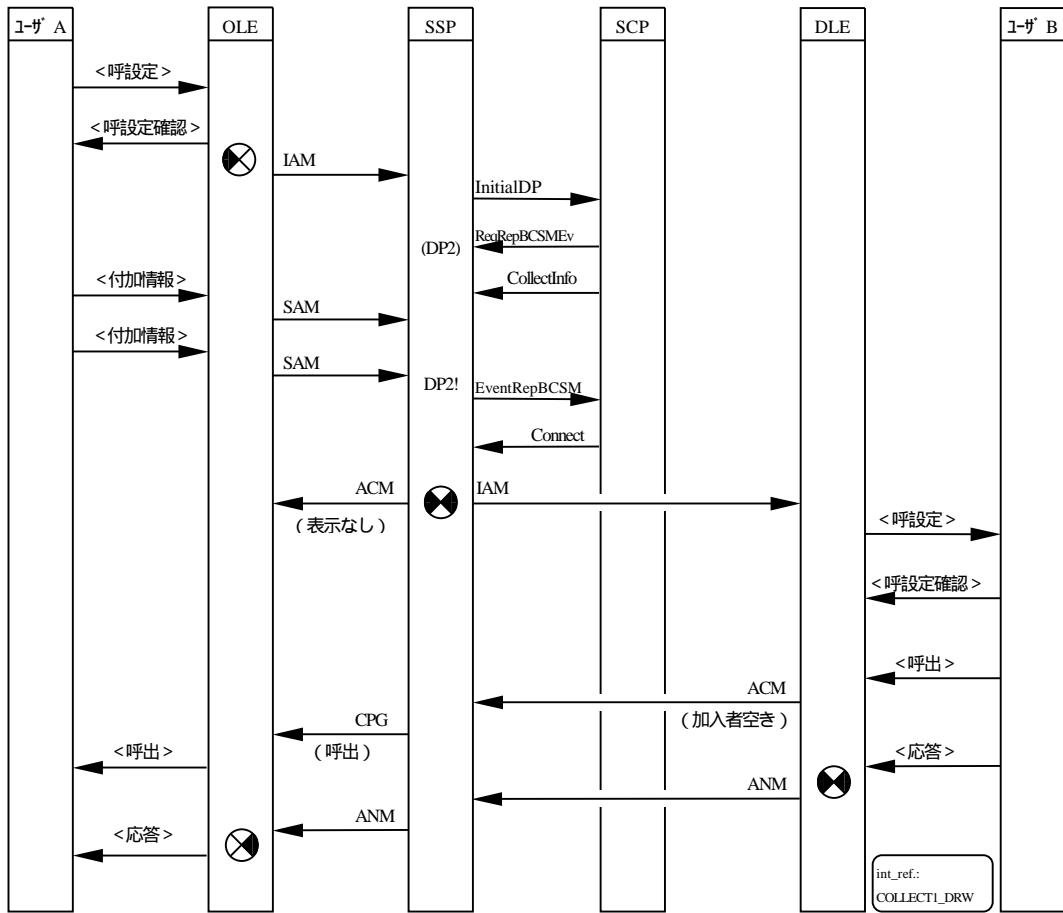 ﾕｰｻﾞ A
OLE
SSP
SCP
DLE
ﾕｰｻﾞ B
<呼設定>
<呼設定確認>
IAM
InitialDP
(DP2)
ReqRepBCSMEv
<付加情報>
CollectInfo
SAM
<付加情報>
SAM
DP2!
EventRepBCSM
Connect
ACM
IAM
(表示なし)
<呼設定>
<呼設定確認>
<呼出>
ACM
(加入者空き)
CPG
(呼出)
<呼出>
<応答>
ANM
ANM
<応答>
int_ref.:
COLLECT1_DRW